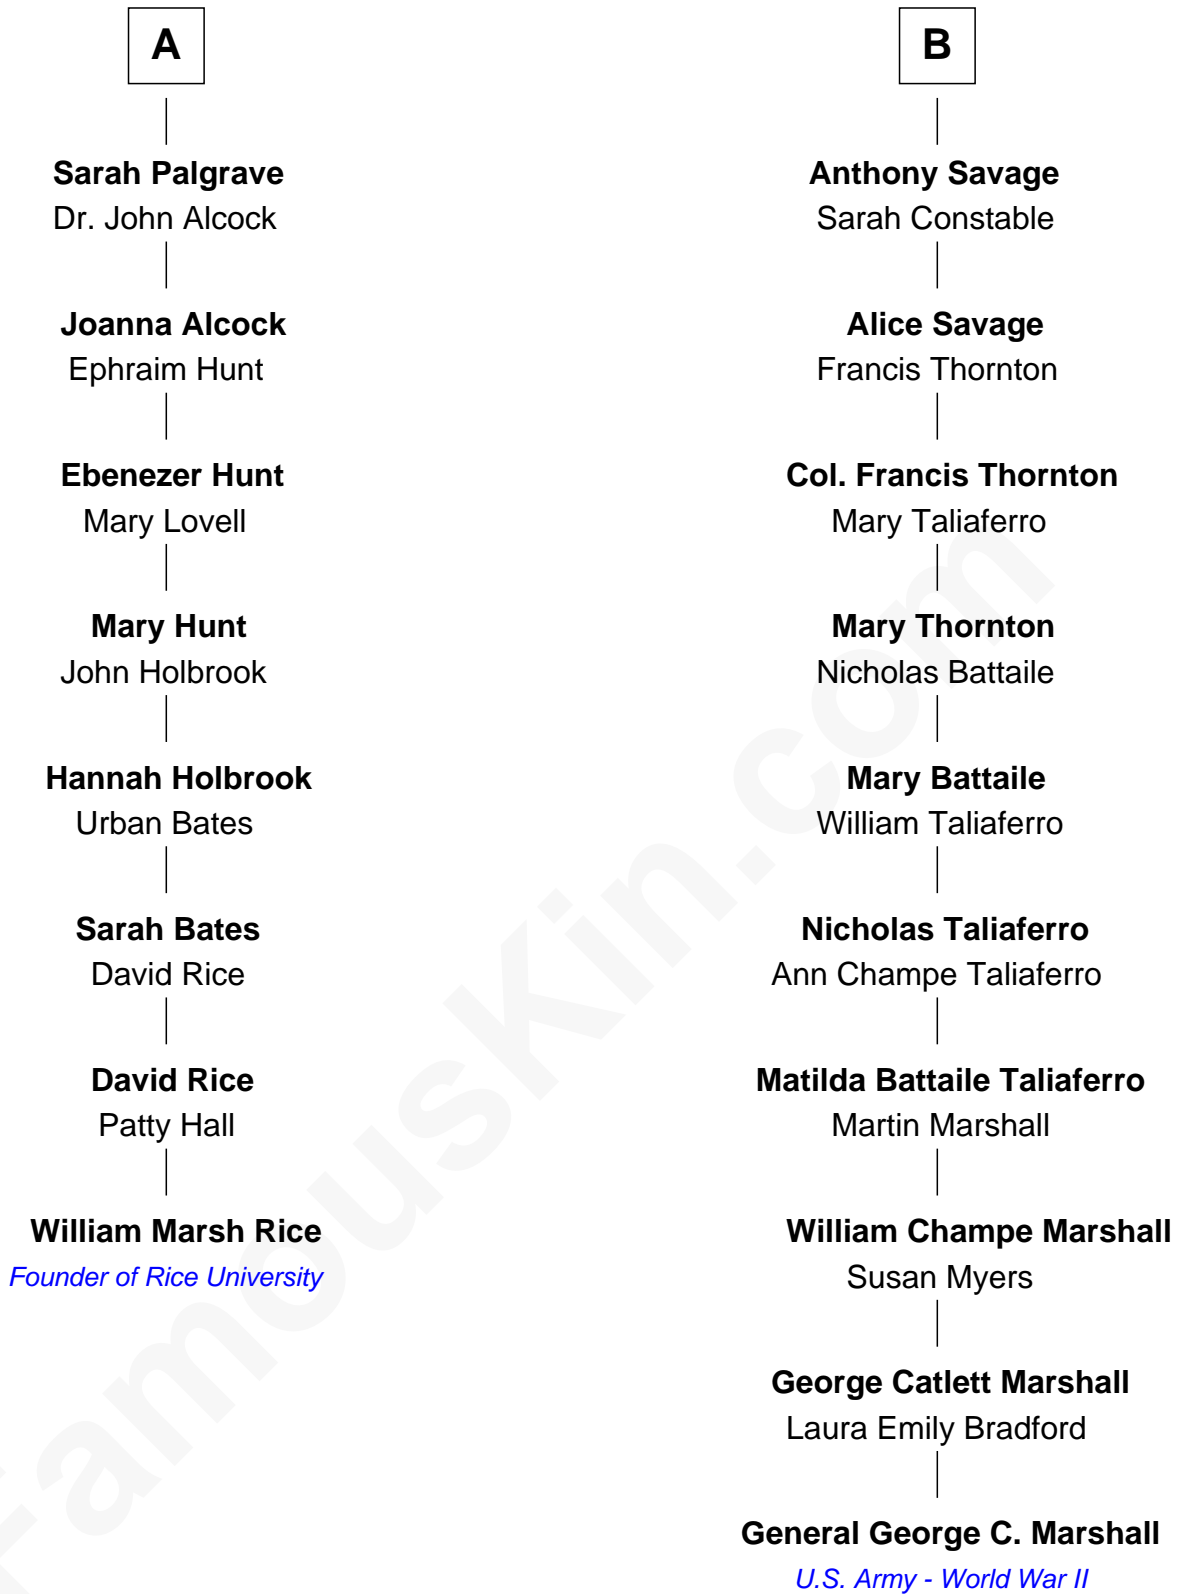 A
Sarah Palgrave
Dr. John Alcock
Joanna Alcock
Ephraim Hunt
Ebenezer Hunt
Mary Lovell
Mary Hunt
John Holbrook
Hannah Holbrook
Urban Bates
Sarah Bates
David Rice
David Rice
Patty Hall
William Marsh Rice
Founder of Rice University
B
Anthony Savage
Sarah Constable
Alice Savage
Francis Thornton
Col. Francis Thornton
Mary Taliaferro
Mary Thornton
Nicholas Battaile
Mary Battaile
William Taliaferro
Nicholas Taliaferro
Ann Champe Taliaferro
Matilda Battaile Taliaferro
Martin Marshall
William Champe Marshall
Susan Myers
George Catlett Marshall
Laura Emily Bradford
General George C. Marshall
U.S. Army - World War II
FamousKin.com